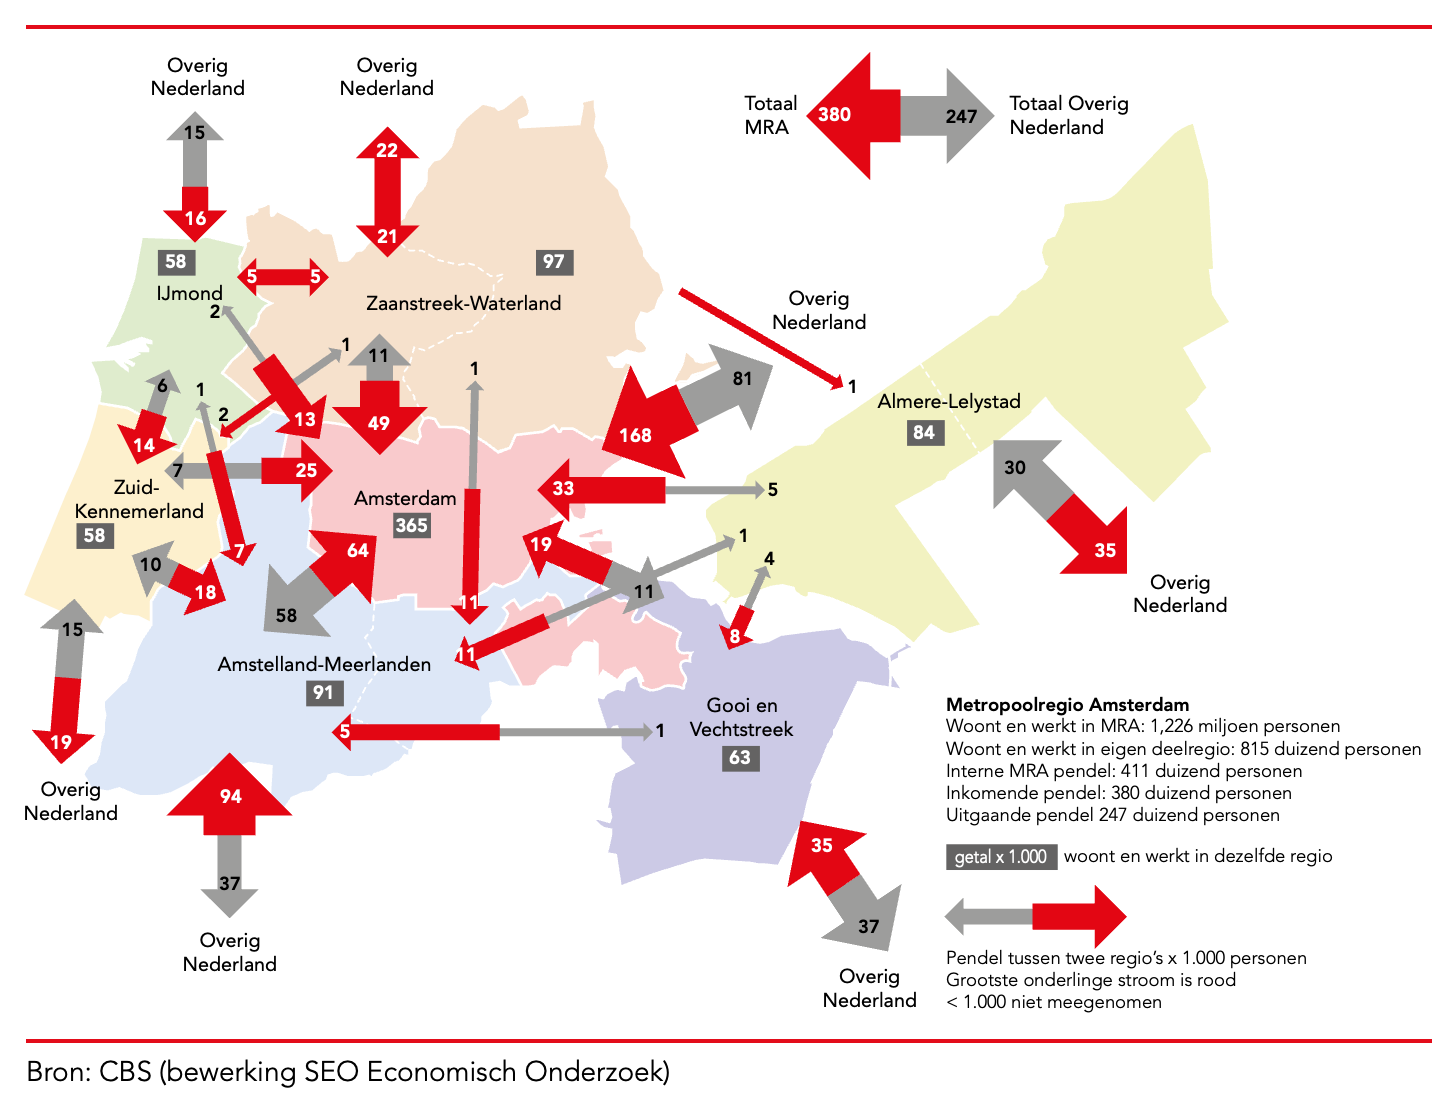 Overig
Nederland
Overig
Nederland
15
16
22
21
Totaal
MRA
380
247
Totaal Overig
Nederland
58
IJmond
97
Zaanstreek-Waterland
5
5
2
1
11
49
1
Overig
Nederland
81
168
1
Almere-Lelystad
84
6
14
1
2
13
7
25
Zuid-
Kennemerland
58
Amsterdam
365
33
5
30
35
Overig
Nederland
10
18
7
64
58
11
19
11
1
4
8
11
15
19
Overig
Nederland
Amstelland-Meerlanden
91
5
1
Gooi en
Vechtstreek
63
94
37
Overig
Nederland
35
37
Overig
Nederland
Metropoolregio Amsterdam
Woont en werkt in MRA: 1,226 miljoen personen
Woont en werkt in eigen deelregio: 815 duizend personen
Interne MRA pendel: 411 duizend personen
Inkomende pendel: 380 duizend personen
Uitgaande pendel 247 duizend personen
getal x 1.000 woont en werkt in dezelfde regio
Pendel tussen twee regio's x 1.000 personen
Grootste onderlinge stroom is rood
< 1.000 niet meegenomen
Bron: CBS (bewerking SEO Economisch Onderzoek)